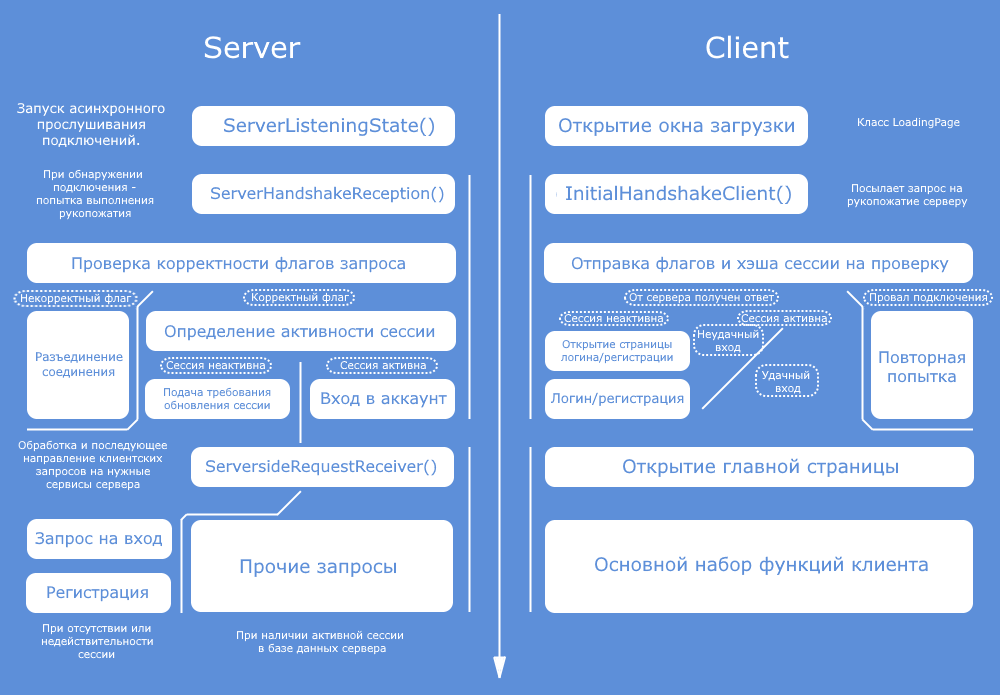 Server
Client
Запуск асинхронного
прослушивания
подключений.
ServerListeningState()
Открытие окна загрузки
Класс LoadingPage
При обнаружении
подключения -
попытка выполнения
рукопожатия
ServerHandshakeReception()
InitialHandshakeClient()
Посылает запрос на
рукопожатие серверу
Проверка корректности флагов запроса
Отправка флагов и хэша сессии на проверку
Некорректный флаг
Корректный флаг
От сервера получен ответ
Провал подключения
Разъединение
соединения
Определение активности сессии
Сессия неактивна
Сессия активна
Подача требования
обновления сессии
Вход в аккаунт
Сессия неактивна
Сессия активна
Открытие страницы
логина/регистрации
Неудачный
вход
Удачный
вход
Логин/регистрация
Повторная
попытка
Обработка и последующее
направление клиентских
запросов на нужные
сервисы сервера
ServersideRequestReceiver()
Открытие главной страницы
Запрос на вход
Регистрация
Прочие запросы
Основной набор функций клиента
При отсутствии или
недействительности
сессии
При наличии активной сессии
в базе данных сервера